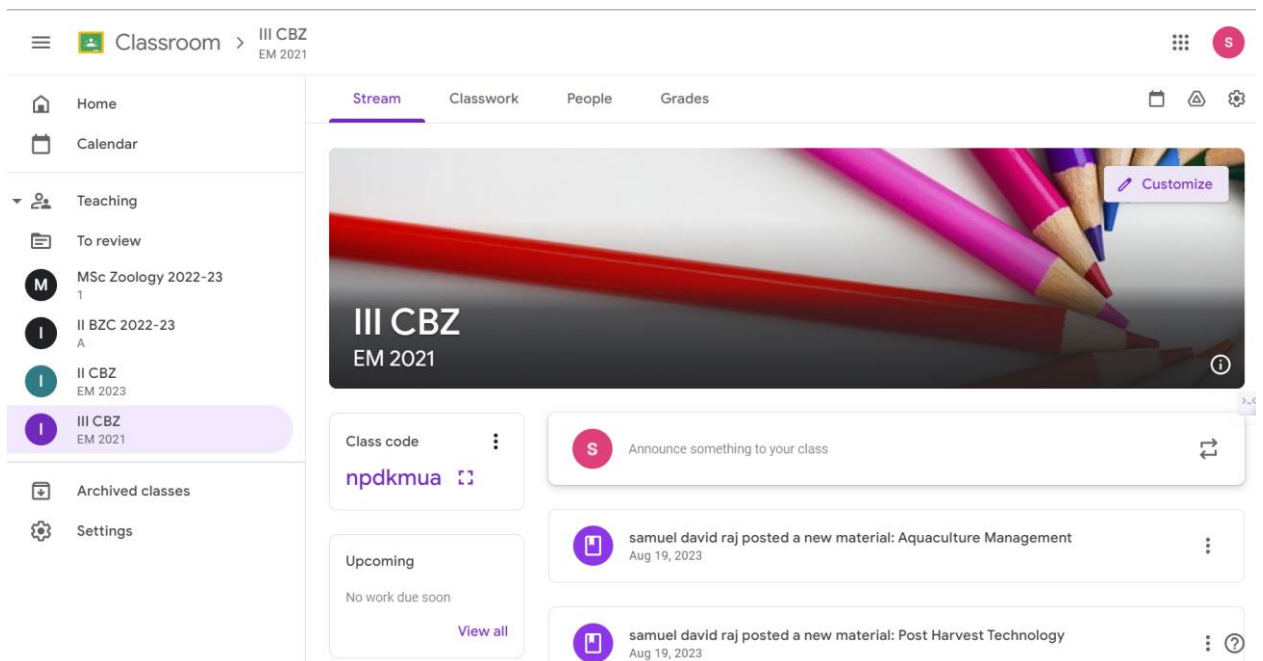 Classroom > III CBZ
EM 2021
S
Home
Calendar
Teaching
To review
M
MSc Zoology 2022-23
1
I
II BZC 2022-23
A
I
II CBZ
EM 2023
I
III CBZ
EM 2021
Archived classes
Settings
Stream Classwork People Grades
Customize
III CBZ
EM 2021
Class code
npdkmua
Upcoming
No work due soon
View all
S
Announce something to your class
samuel david raj posted a new material: Aquaculture Management
Aug 19, 2023
samuel david raj posted a new material: Post Harvest Technology
Aug 19, 2023